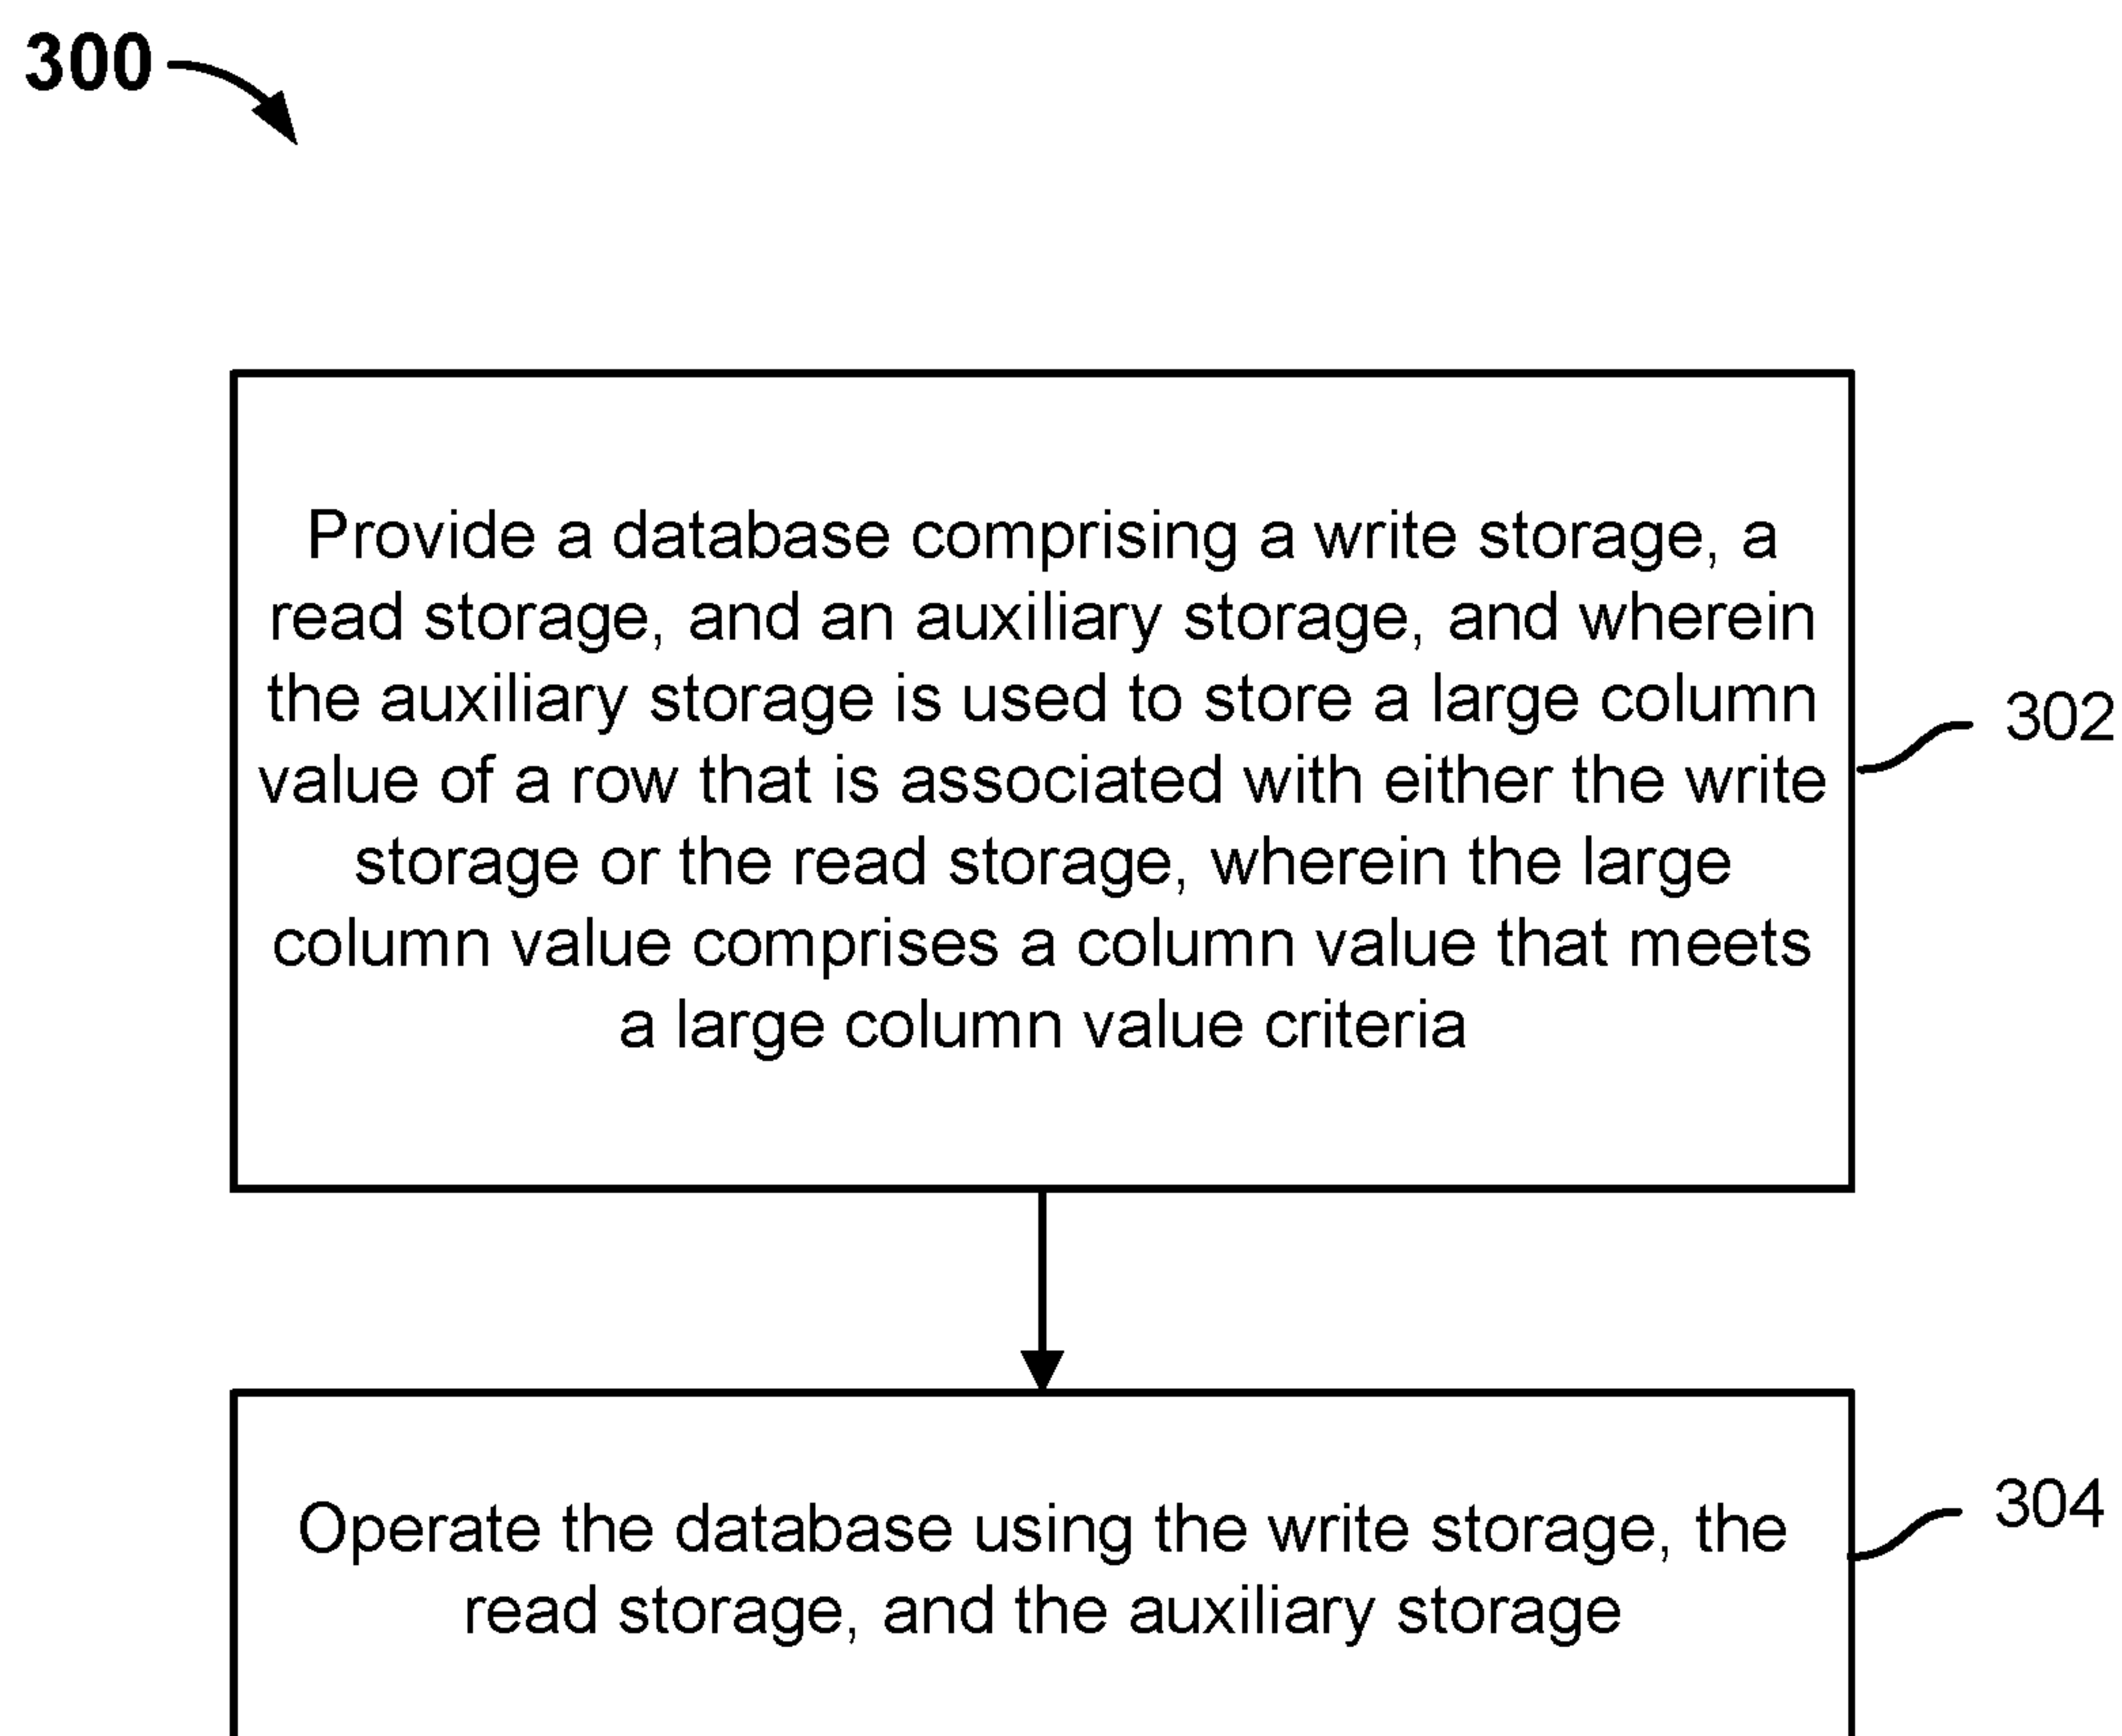 300
Provide a database comprising a write storage, a
read storage, and an auxiliary storage, and wherein
the auxiliary storage is used to store a large column
value of a row that is associated with either the write
storage or the read storage, wherein the large
column value comprises a column value that meets
a large column value criteria
302
Operate the database using the write storage, the
read storage, and the auxiliary storage
304